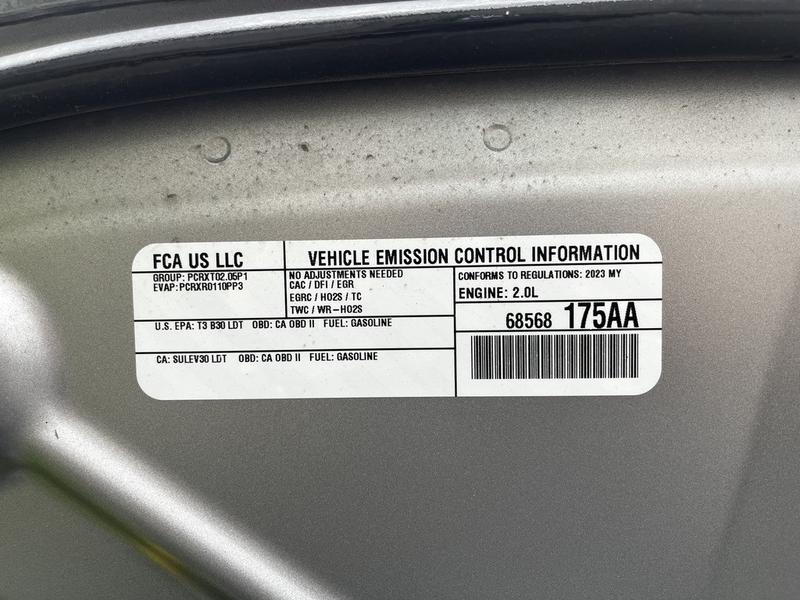 FCA US LLC
VEHICLE EMISSION CONTROL INFORMATION
GROUP: PCRXT02.05P1
EVAP: PCRXR0110PP3
NO ADJUSTMENTS NEEDED
CAC / DFI / EGR
EGRC / HO2S / TC
TWC / WR-HO2S
CONFORMS TO REGULATIONS: 2023 MY
ENGINE: 2.0L
U.S. EPA: T3 B30 LDT OBD: CA OBD II FUEL: GASOLINE
68568 175AA
CA: SULEV30 LDT OBD: CA OBD II FUEL: GASOLINE